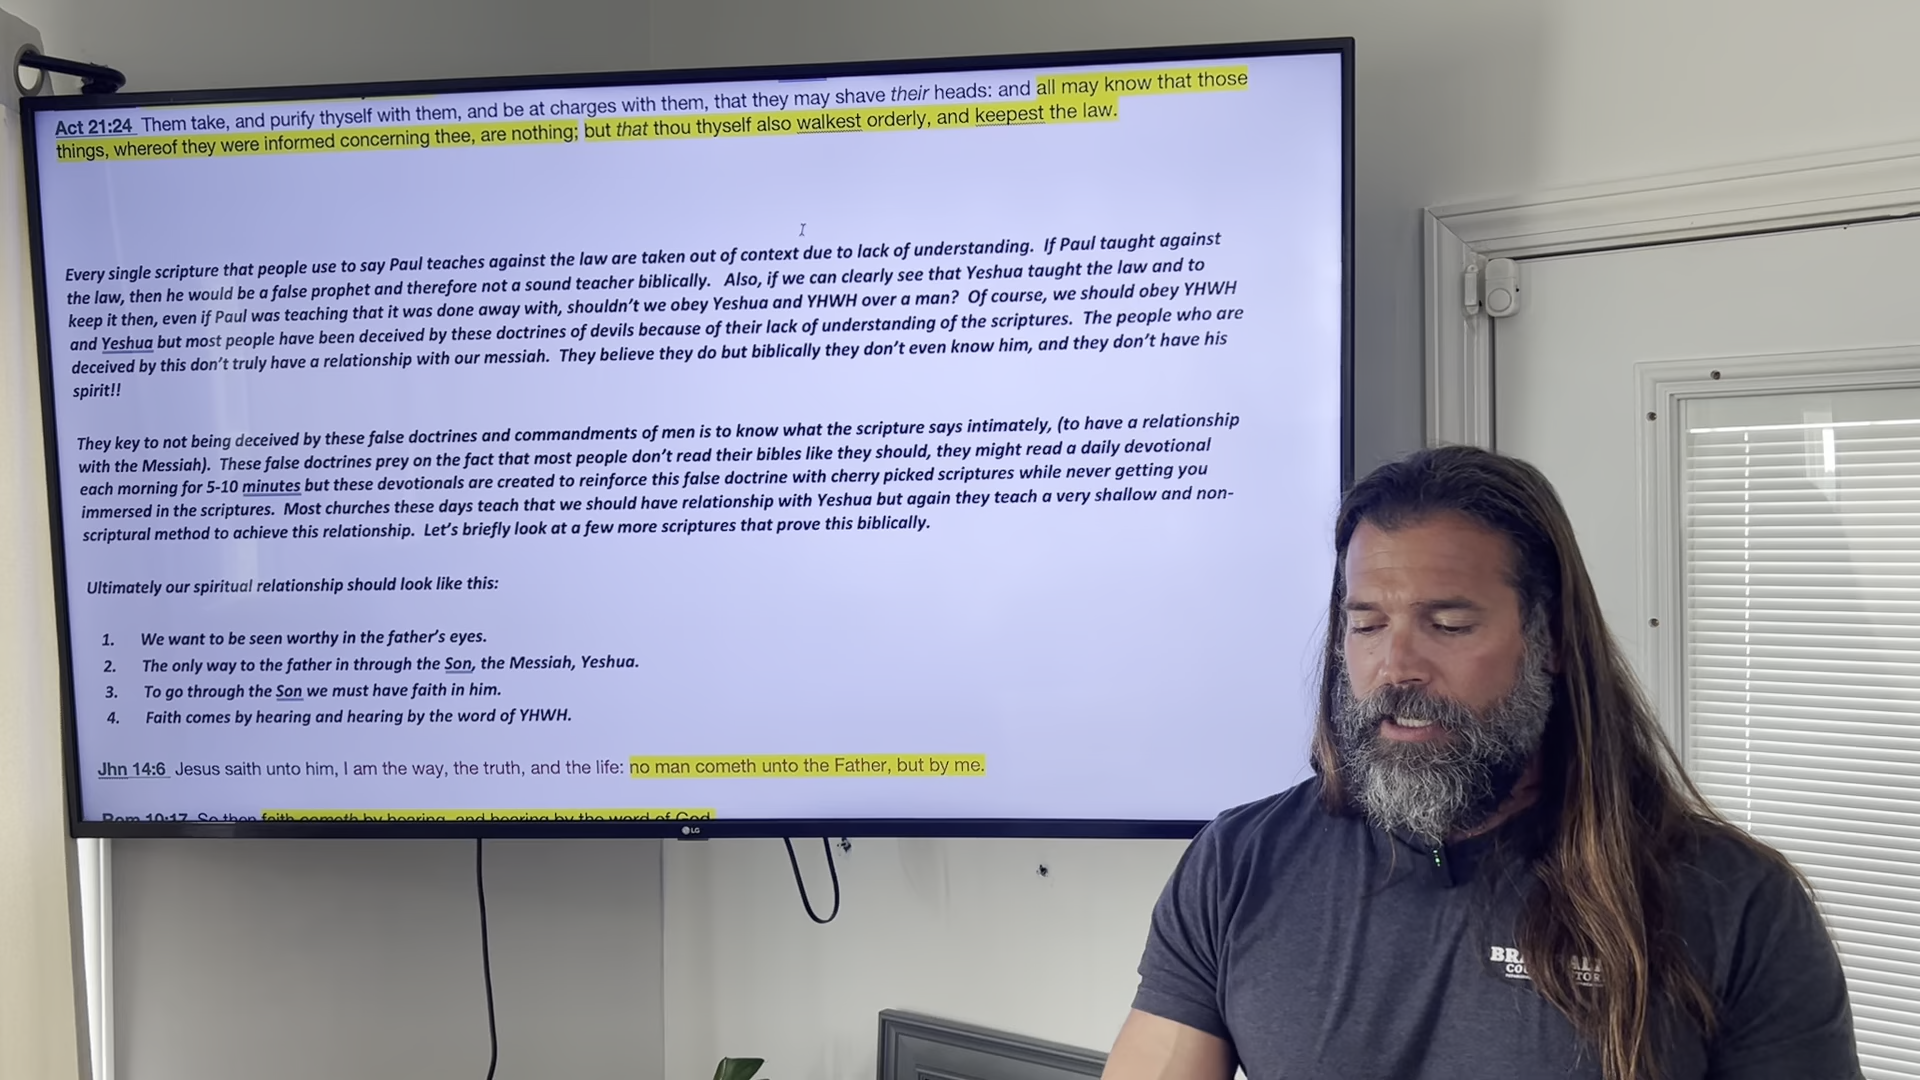 Act 21:24 Them take, and purify thyself with them, and be at charges with them, that they may shave their heads: and all may know that those
things, whereof they were informed concerning thee, are nothing; but that thou thyself also walkest orderly, and keepest the law.
Every single scripture that people use to say Paul teaches against the law are taken out of context due to lack of understanding. If Paul taught against
the law, then he would be a false prophet and therefore not a sound teacher biblically. Also, if we can clearly see that Yeshua taught the law and to
keep it then, even if Paul was teaching that it was done away with, shouldn't we obey Yeshua and YHWH over a man? Of course, we should obey YHWH
and Yeshua but most people have been deceived by these doctrines of devils because of their lack of understanding of the scriptures. The people who are
deceived by this don't truly have a relationship with our messiah. They believe they do but biblically they don't even know him, and they don't have his
spirit!!
They key to not being deceived by these false doctrines and commandments of men is to know what the scripture says intimately, (to have a relationship
with the Messiah). These false doctrines prey on the fact that most people don't read their bibles like they should, they might read a daily devotional
each morning for 5-10 minutes but these devotionals are created to reinforce this false doctrine with cherry picked scriptures while never getting you
immersed in the scriptures. Most churches these days teach that we should have relationship with Yeshua but again they teach a very shallow and non-
scriptural method to achieve this relationship. Let's briefly look at a few more scriptures that prove this biblically.
Ultimately our spiritual relationship should look like this:
1. We want to be seen worthy in the father's eyes.
2. The only way to the father in through the Son, the Messiah, Yeshua.
3. To go through the Son we must have faith in him.
4. Faith comes by hearing and hearing by the word of YHWH.
Jhn 14:6 Jesus saith unto him, I am the way, the truth, and the life: no man cometh unto the Father, but by me.
Rom 10:17 So then faith cometh by hearing, and hearing by the word of God.
LG